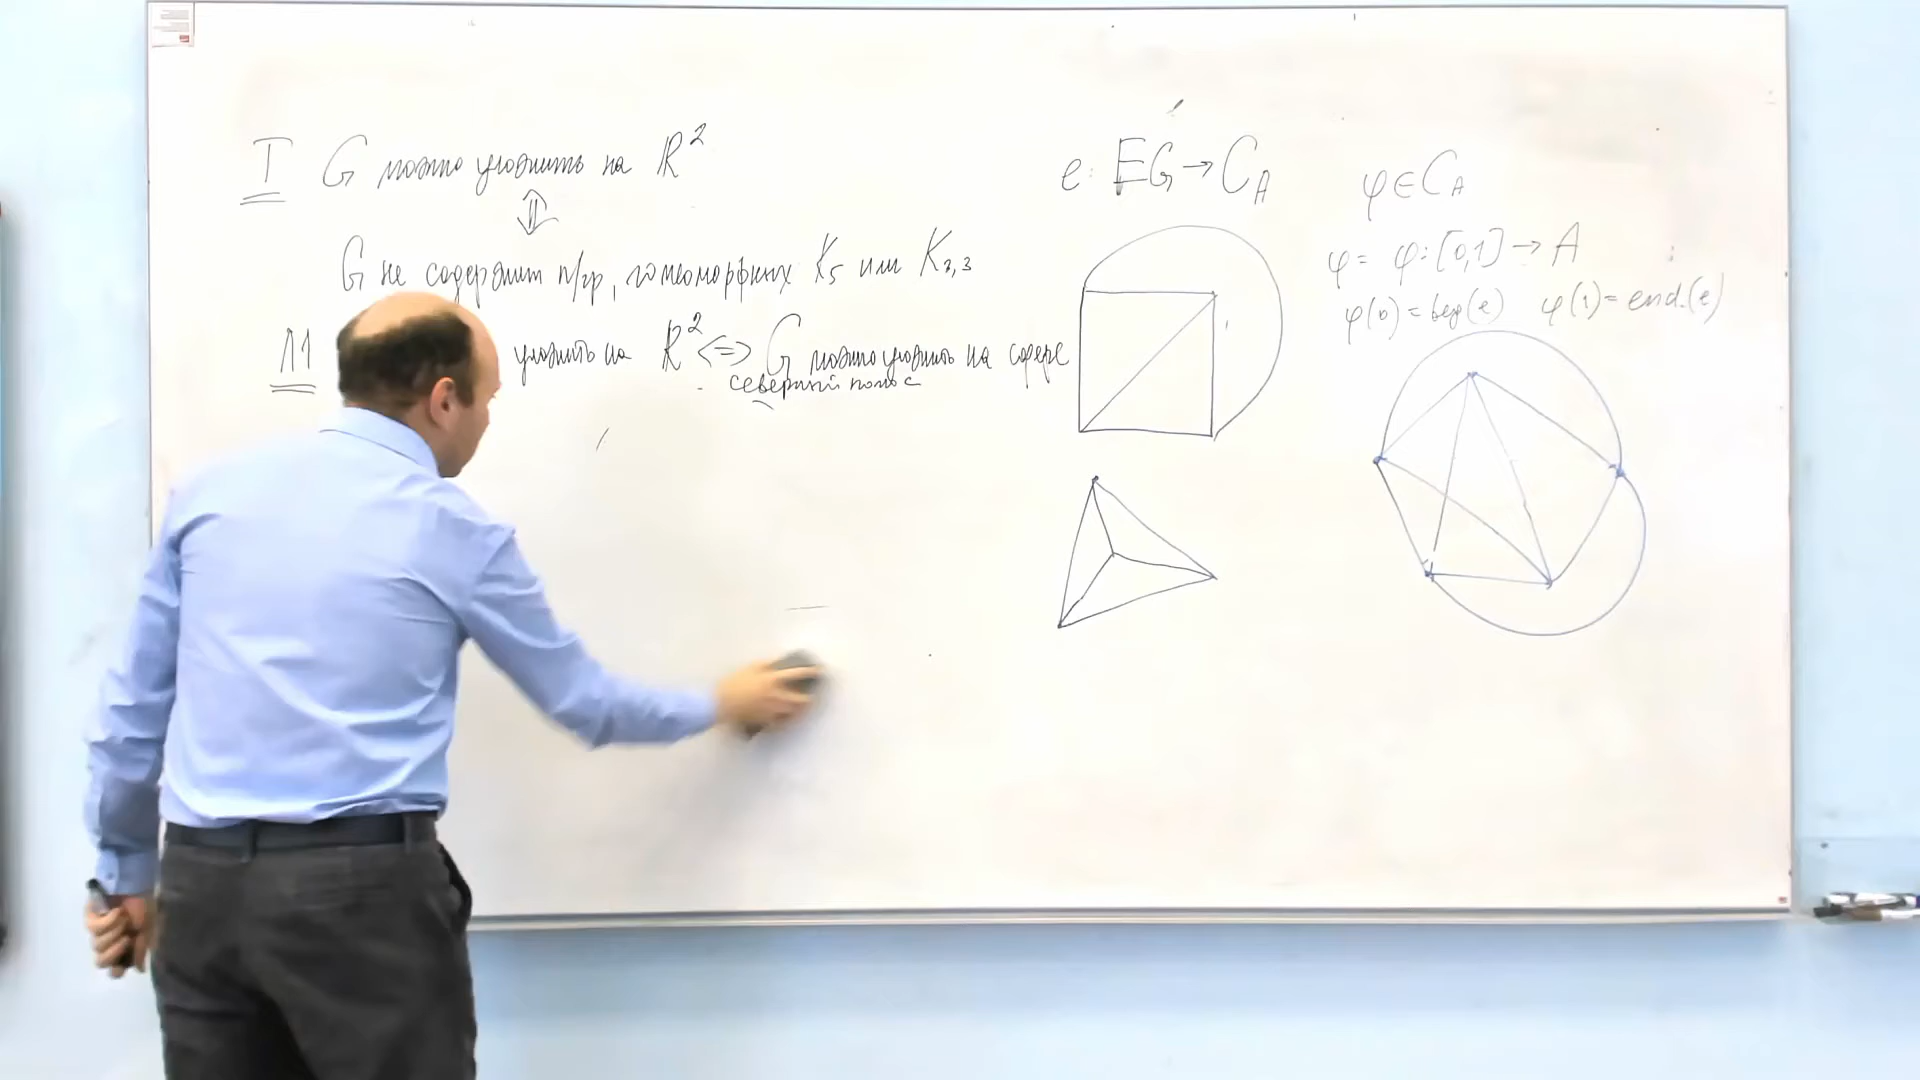 T G можно уложить на R²
⇕
G не содержит п/гр, гомеоморфных K₅ или K₃,₃
Л1 уложить на R² <=> G можно уложить на сфере
северный полюс
e: EG → C_A
φ ∈ C_A
φ = φ: [0,1] → A
φ(0) = beg(e) φ(1) = end.(e)